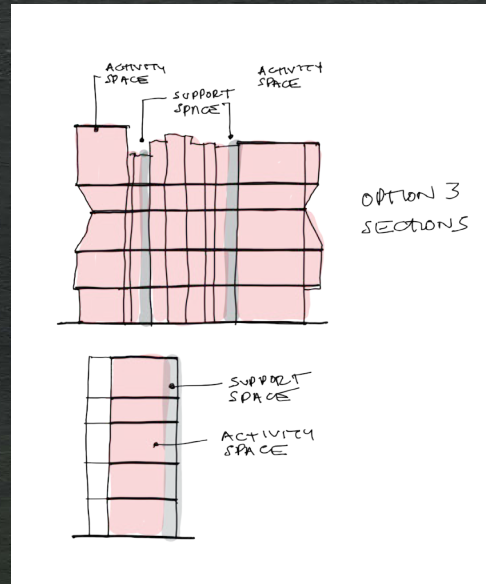 ACTIVITY
SPACE
SUPPORT
SPACE
ACTIVITY
SPACE
OPTION 3
SECTIONS
SUPPORT
SPACE
ACTIVITY
SPACE